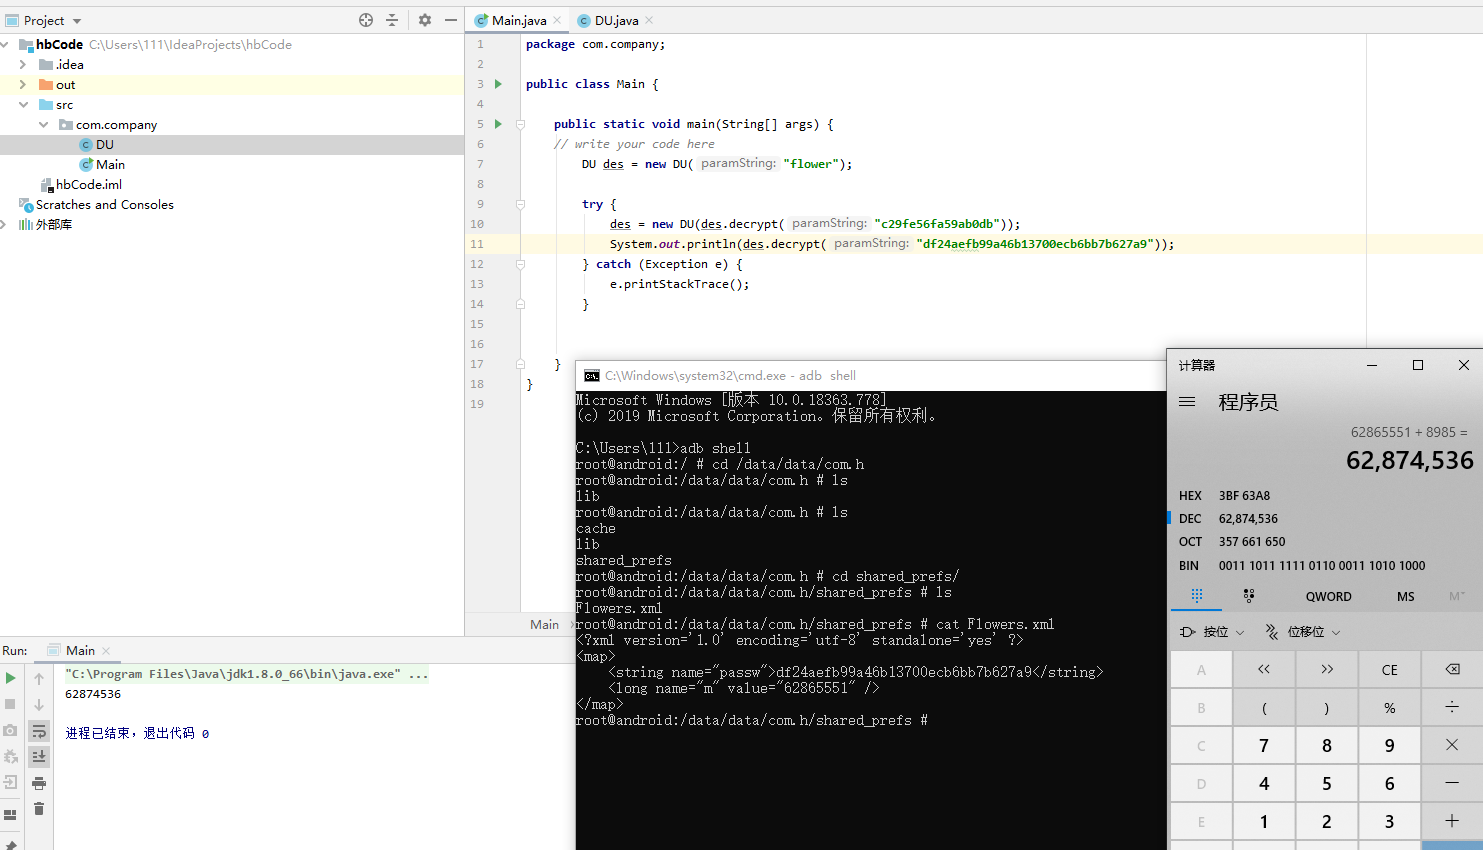 Project
hbCode C:\Users\111\IdeaProjects\hbCode
.idea
out
src
com.company
DU
Main
hbCode.iml
Scratches and Consoles
外部库
Main.java
DU.java
1 package com.company;
2
3 public class Main {
4
5 public static void main(String[] args) {
6 // write your code here
7 DU des = new DU( paramString: "flower");
8
9 try {
10 des = new DU(des.decrypt( paramString: "c29fe56fa59ab0db"));
11 System.out.println(des.decrypt( paramString: "df24aefb99a46b13700ecb6bb7b627a9"));
12 } catch (Exception e) {
13 e.printStackTrace();
14 }
15
16
17 }
18 }
19
Main
Run: Main
"C:\Program Files\Java\jdk1.8.0_66\bin\java.exe" ...
62874536
进程已结束，退出代码 0
C:\Windows\system32\cmd.exe - adb shell
Microsoft Windows [版本 10.0.18363.778]
(c) 2019 Microsoft Corporation。保留所有权利。
C:\Users\111>adb shell
root@android:/ # cd /data/data/com.h
root@android:/data/data/com.h # ls
lib
root@android:/data/data/com.h # ls
cache
lib
shared_prefs
root@android:/data/data/com.h # cd shared_prefs/
root@android:/data/data/com.h/shared_prefs # ls
Flowers.xml
root@android:/data/data/com.h/shared_prefs # cat Flowers.xml
<?xml version='1.0' encoding='utf-8' standalone='yes' ?>
<map>
<string name="passw">df24aefb99a46b13700ecb6bb7b627a9</string>
<long name="m" value="62865551" />
</map>
root@android:/data/data/com.h/shared_prefs #
计算器
程序员
62865551 + 8985 =
62,874,536
HEX 3BF 63A8
DEC 62,874,536
OCT 357 661 650
BIN 0011 1011 1111 0110 0011 1010 1000
QWORD MS M˅
按位 位移位
A << >> CE
B ( ) % ÷
C 7 8 9 ×
D 4 5 6 −
E 1 2 3 +